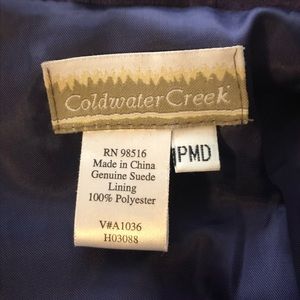 Coldwater Creek
RN 98516
Made in China
Genuine Suede
Lining
100% Polyester
V#A1036
H03088
PMD